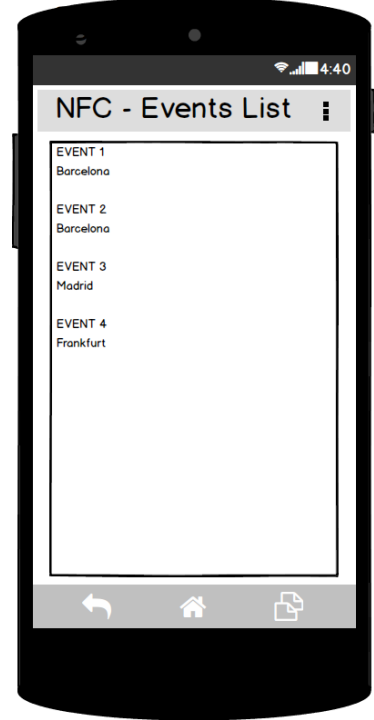 4:40
NFC - Events List
EVENT 1
Barcelona
EVENT 2
Barcelona
EVENT 3
Madrid
EVENT 4
Frankfurt